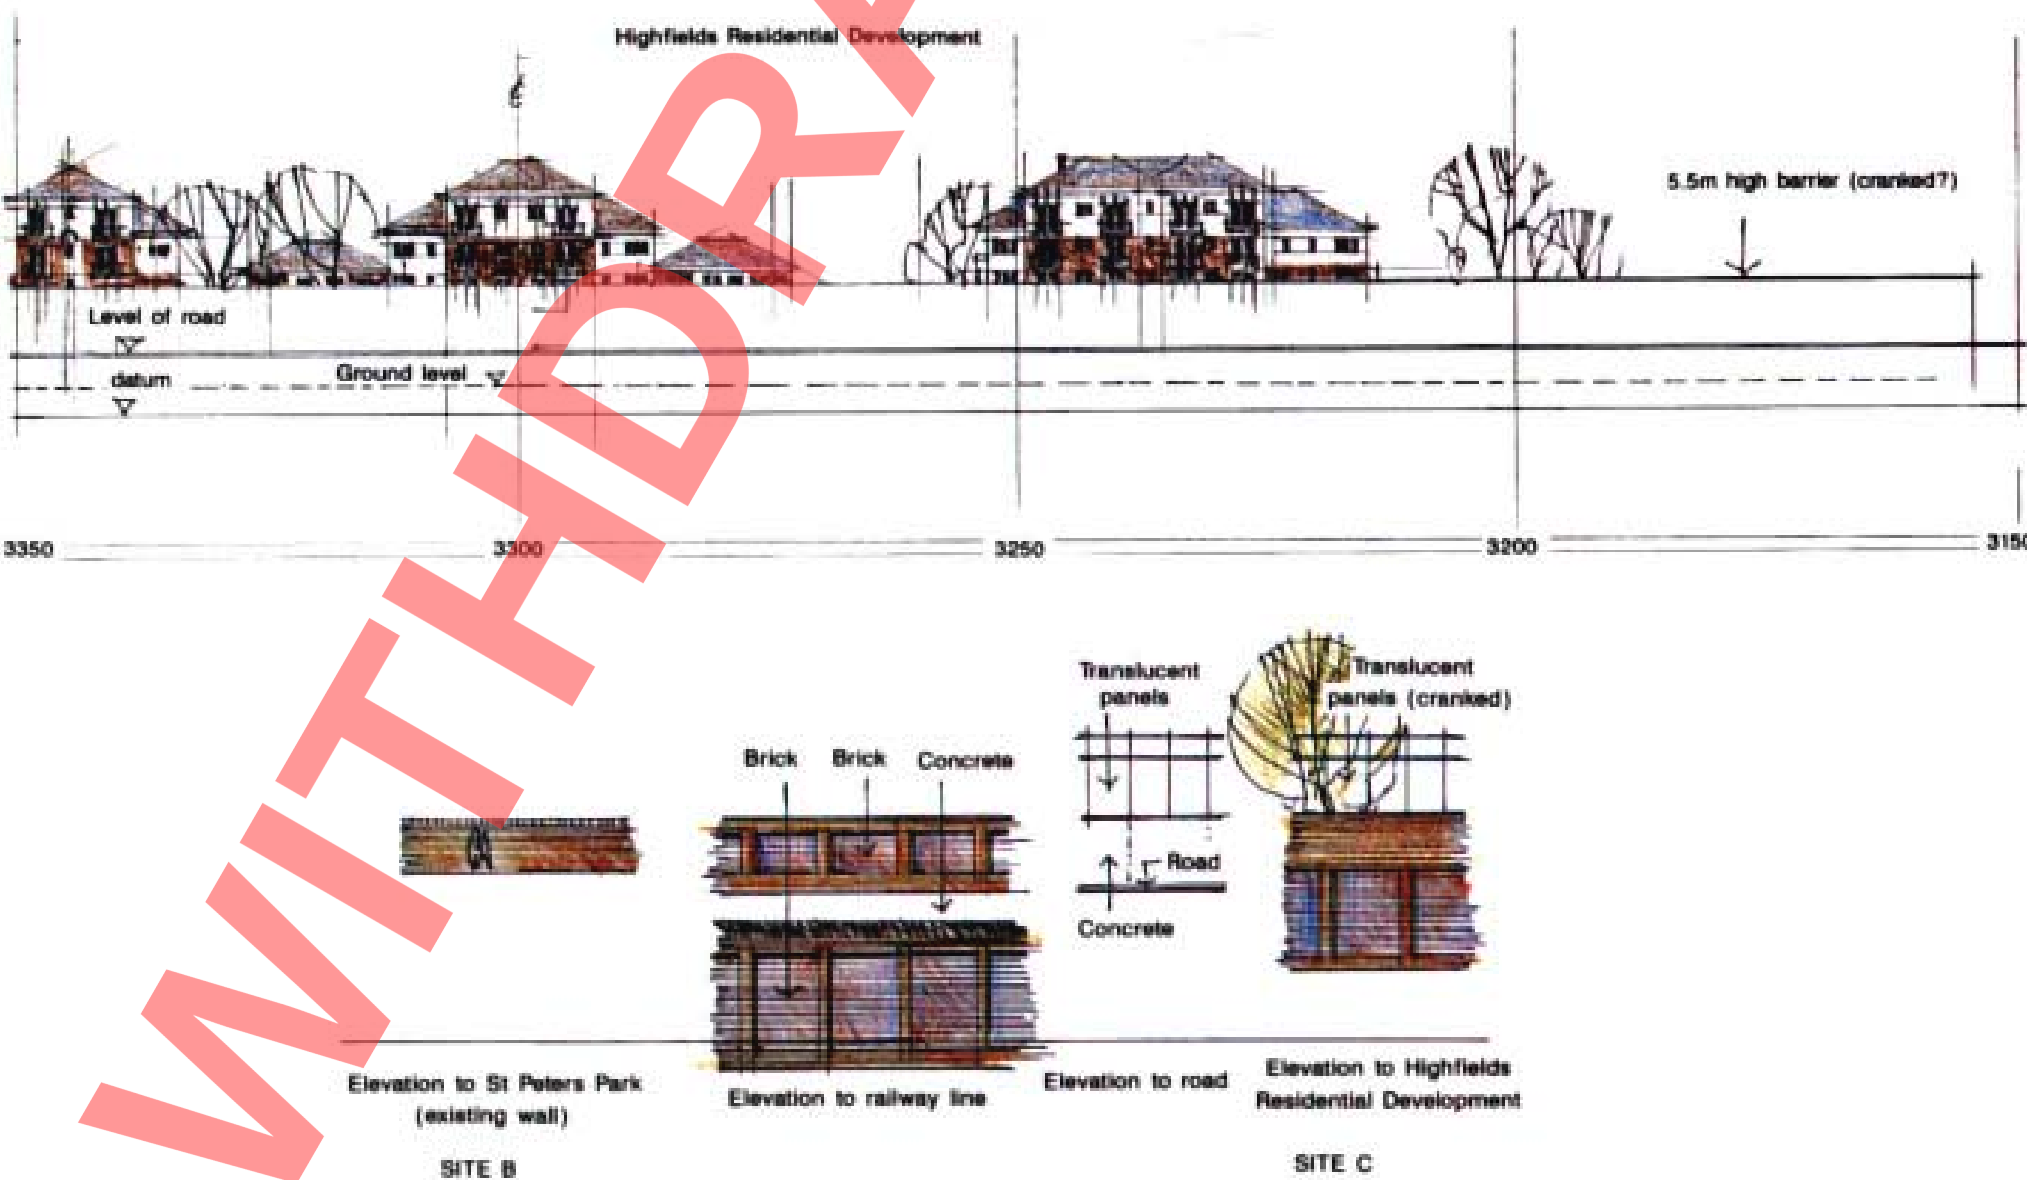 Highfields Residential Development
℄
5.5m high barrier (cranked?)
Level of road
datum
Ground level
3350
3300
3250
3200
3150
Translucent
panels
Translucent
panels (cranked)
Brick
Brick
Concrete
Road
Concrete
Elevation to St Peters Park
(existing wall)
Elevation to railway line
Elevation to road
Elevation to Highfields
Residential Development
SITE B
SITE C
WITHDRA